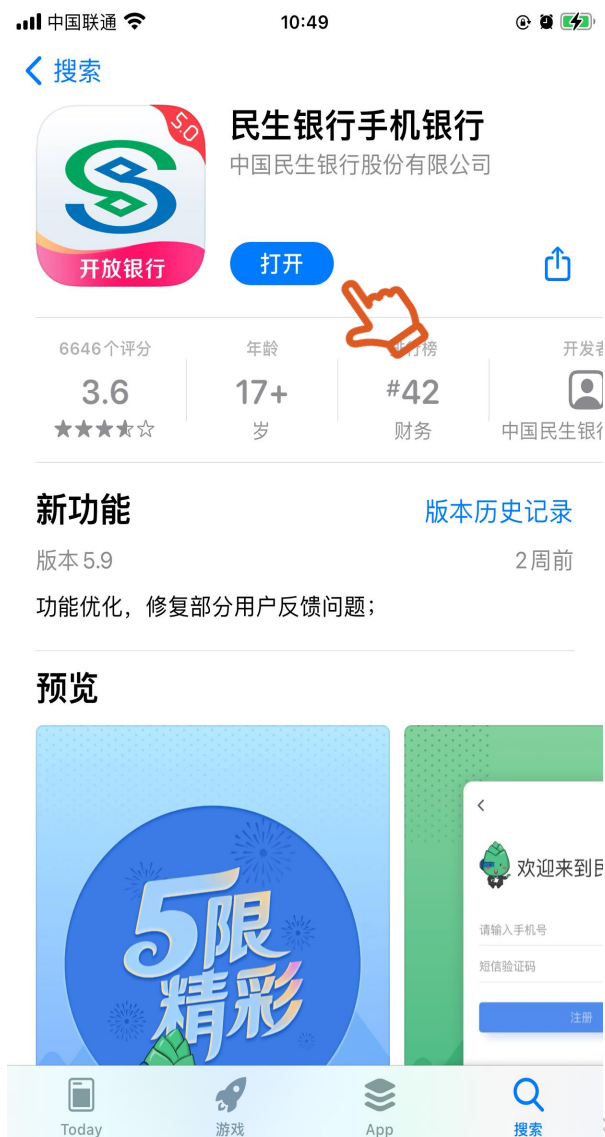 中国联通 10:49
搜索
5.0
开放银行
民生银行手机银行
中国民生银行股份有限公司
打开
6646个评分 年龄 行榜 开发者
3.6 17+ #42
岁 财务 中国民生银行
新功能 版本历史记录
版本 5.9 2周前
功能优化，修复部分用户反馈问题；
预览
5限
精彩
欢迎来到民
请输入手机号
短信验证码
注册
Today 游戏 App 搜索